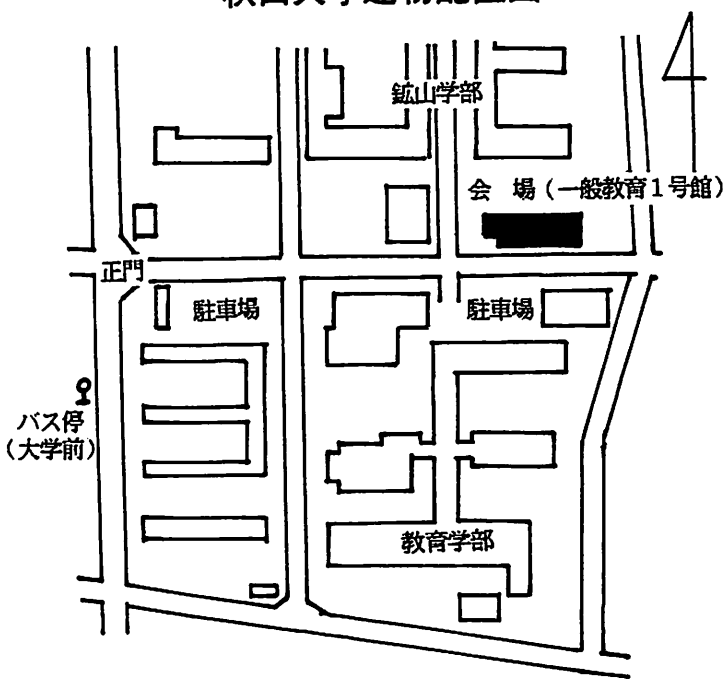 鉱山学部
会 場（一般教育1号館）
正門
駐車場
駐車場
バス停
（大学前）
教育学部